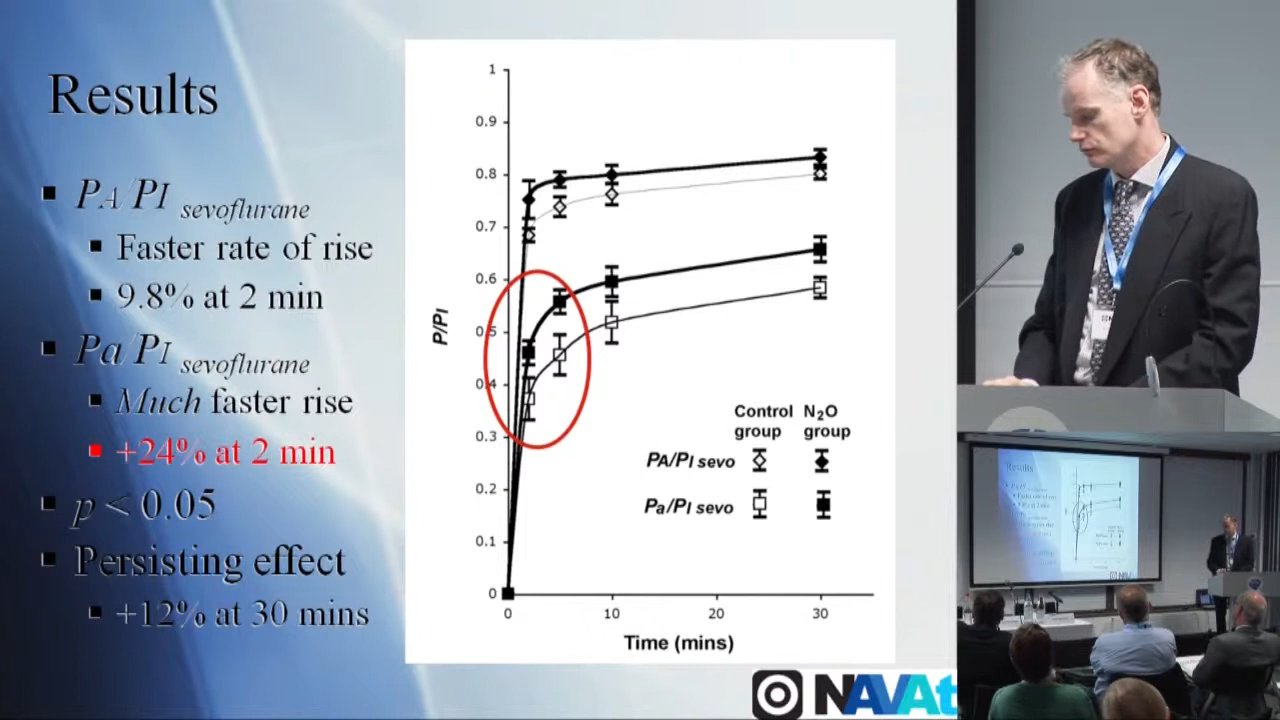 Results
PA/PI sevoflurane
Faster rate of rise
9.8% at 2 min
Pa/PI sevoflurane
Much faster rise
+24% at 2 min
p < 0.05
Persisting effect
+12% at 30 mins
1
0.9
0.8
0.7
0.6
0.5
0.4
0.3
0.2
0.1
0
P/PI
0 10 20 30
Time (mins)
Control N2O
group group
PA/PI sevo
Pa/PI sevo
NAVAt
Results